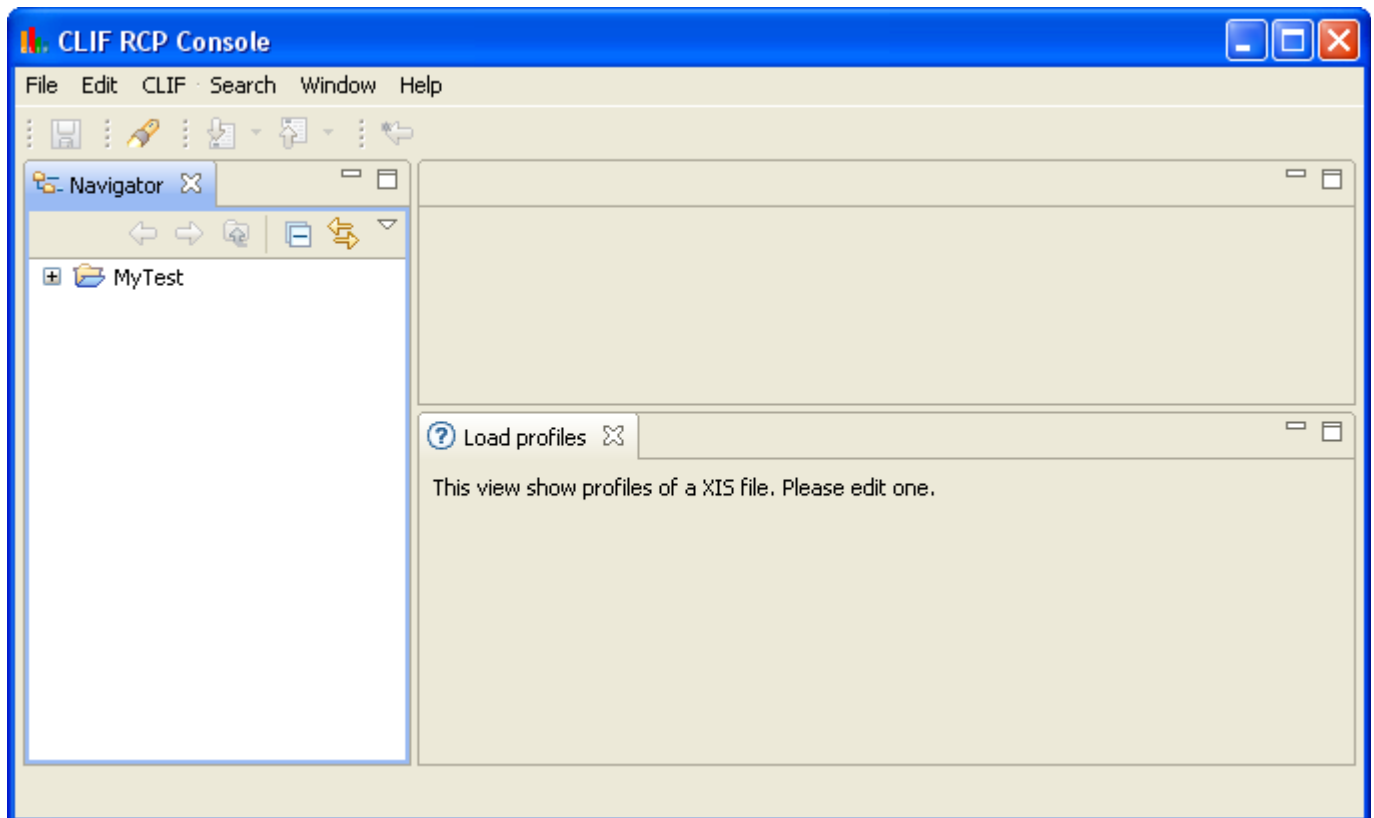 CLIF RCP Console
File Edit CLIF Search Window Help
Navigator
MyTest
Load profiles
This view show profiles of a XIS file. Please edit one.